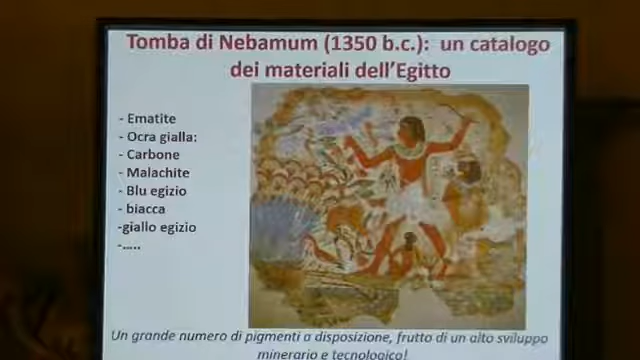 Tomba di Nebamum (1350 b.c.): un catalogo
dei materiali dell'Egitto
- Ematite
- Ocra gialla:
- Carbone
- Malachite
- Blu egizio
- biacca
-giallo egizio
-.....
Un grande numero di pigmenti a disposizione, frutto di un alto sviluppo
minerario e tecnologico!